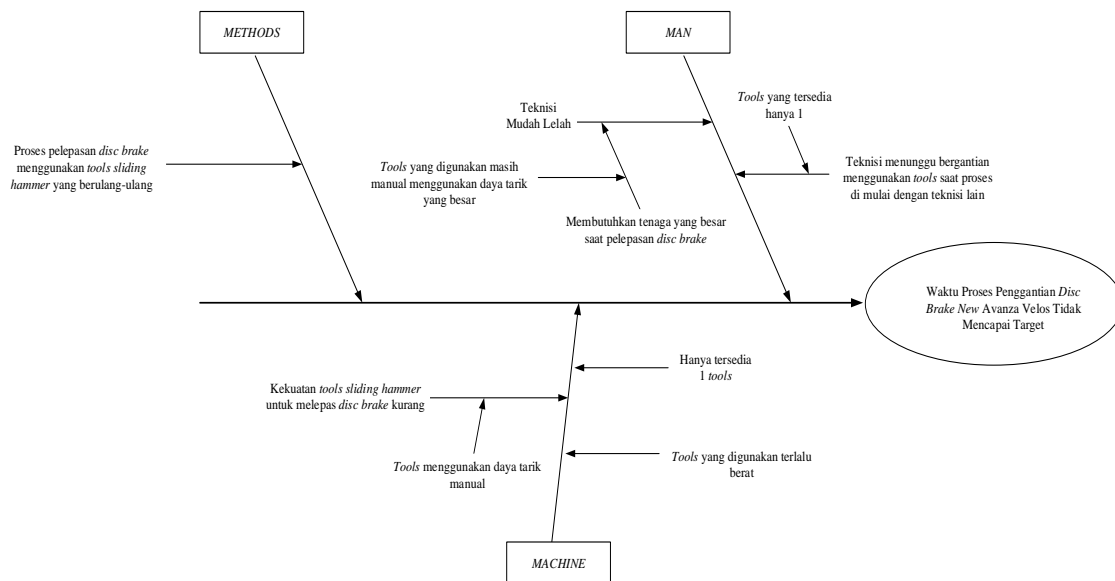 METHODS
MAN
Teknisi
Mudah Lelah
Tools yang tersedia
hanya 1
Proses pelepasan disc brake
menggunakan tools sliding
hammer yang berulang-ulang
Tools yang digunakan masih
manual menggunakan daya tarik
yang besar
Teknisi menunggu bergantian
menggunakan tools saat proses
di mulai dengan teknisi lain
Membutuhkan tenaga yang besar
saat pelepasan disc brake
Waktu Proses Penggantian Disc
Brake New Avanza Velos Tidak
Mencapai Target
Hanya tersedia
1 tools
Kekuatan tools sliding hammer
untuk melepas disc brake kurang
Tools menggunakan daya tarik
manual
Tools yang digunakan terlalu
berat
MACHINE